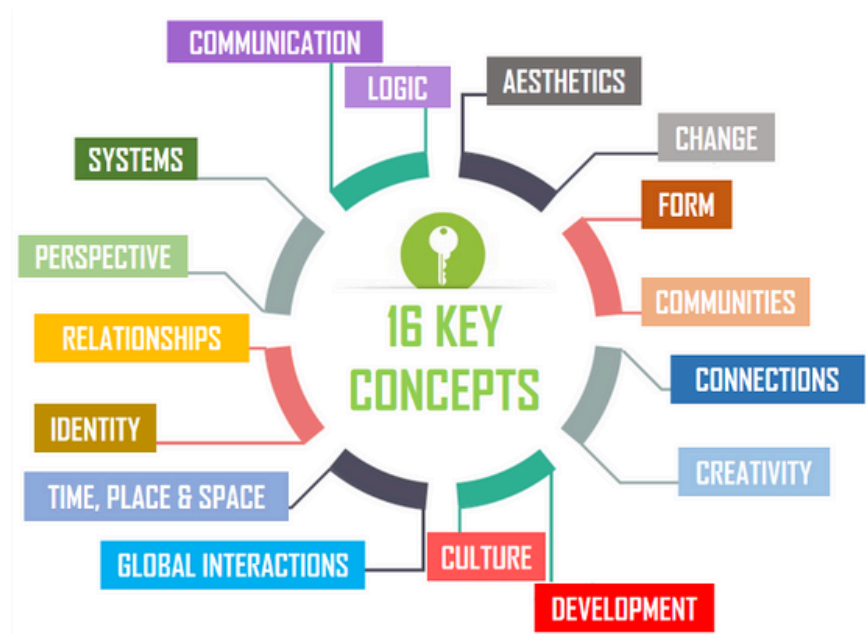 COMMUNICATION
LOGIC
AESTHETICS
CHANGE
SYSTEMS
FORM
PERSPECTIVE
COMMUNITIES
RELATIONSHIPS
16 KEY
CONCEPTS
CONNECTIONS
IDENTITY
CREATIVITY
TIME, PLACE & SPACE
GLOBAL INTERACTIONS
CULTURE
DEVELOPMENT